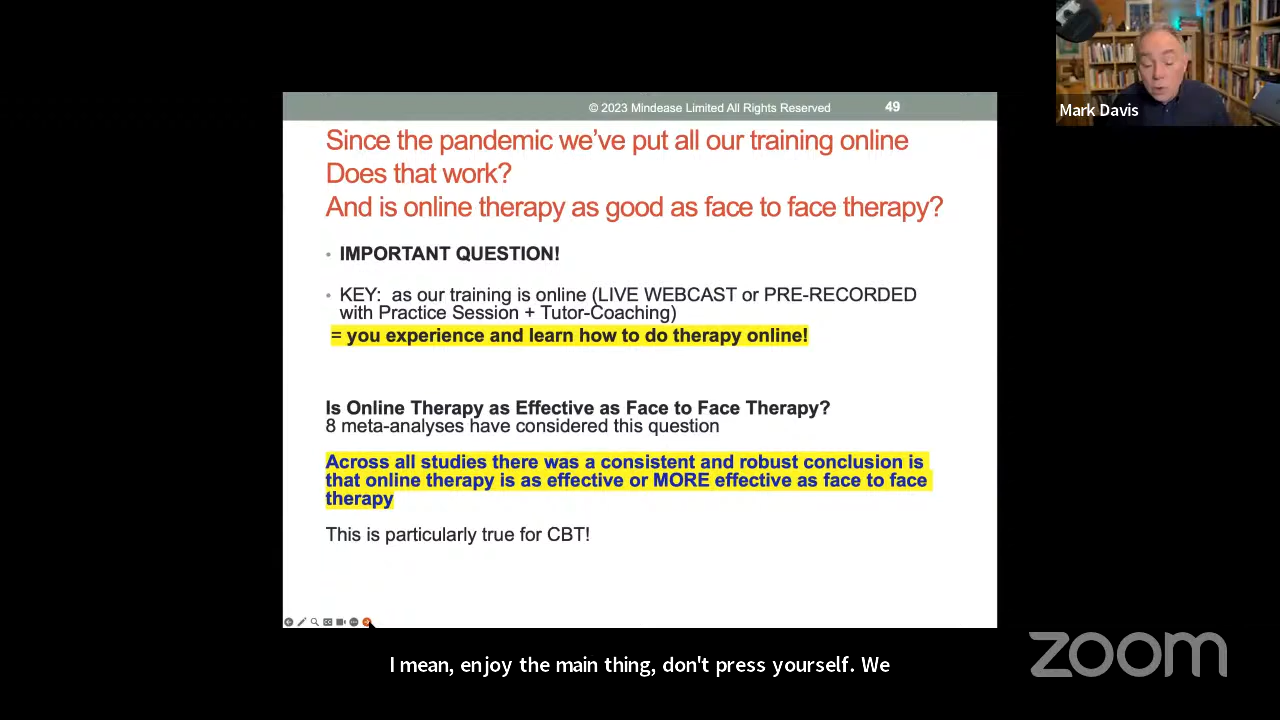 Mark Davis
© 2023 Mindease Limited All Rights Reserved 49
Since the pandemic we’ve put all our training online
Does that work?
And is online therapy as good as face to face therapy?
• IMPORTANT QUESTION!
• KEY: as our training is online (LIVE WEBCAST or PRE-RECORDED
with Practice Session + Tutor-Coaching)
= you experience and learn how to do therapy online!
Is Online Therapy as Effective as Face to Face Therapy?
8 meta-analyses have considered this question
Across all studies there was a consistent and robust conclusion is
that online therapy is as effective or MORE effective as face to face
therapy
This is particularly true for CBT!
I mean, enjoy the main thing, don't press yourself. We
zoom